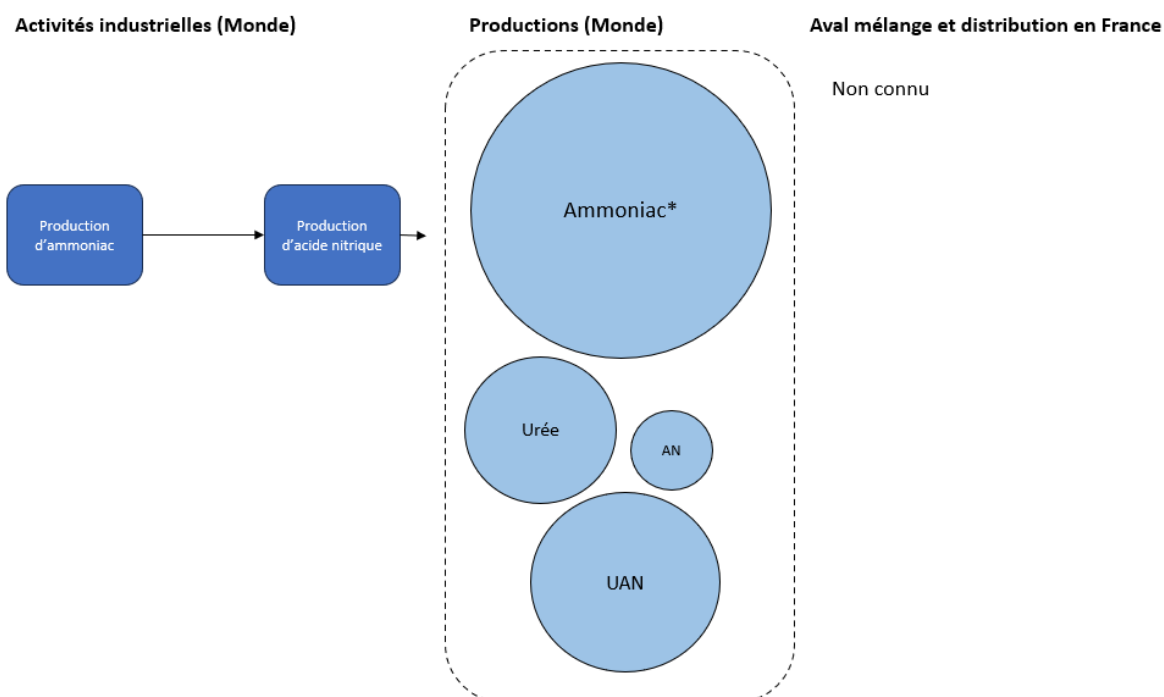 Activités industrielles (Monde)
Productions (Monde)
Aval mélange et distribution en France
Non connu
Production
d'ammoniac
Production
d'acide nitrique
Ammoniac*
Urée
AN
UAN